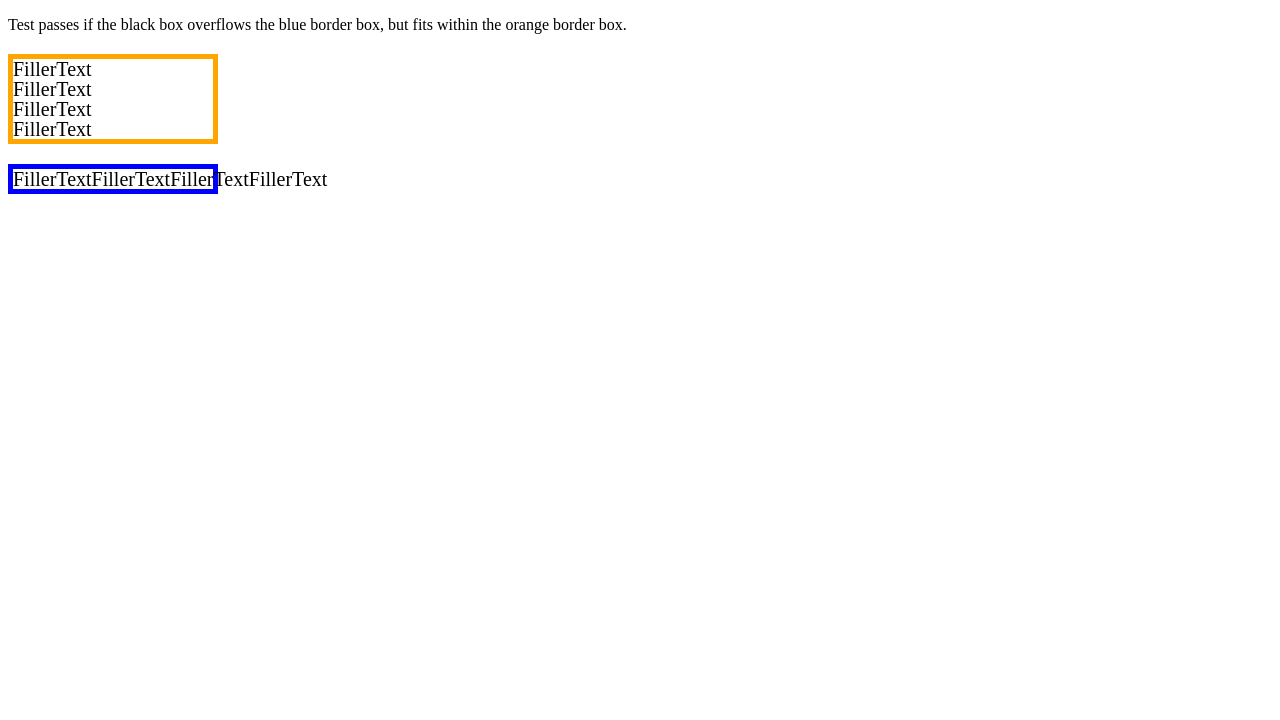 Test passes if the black box overflows the blue border box, but fits within the orange border box.
FillerText
FillerText
FillerText
FillerText
FillerTextFillerTextFillerTextFillerText